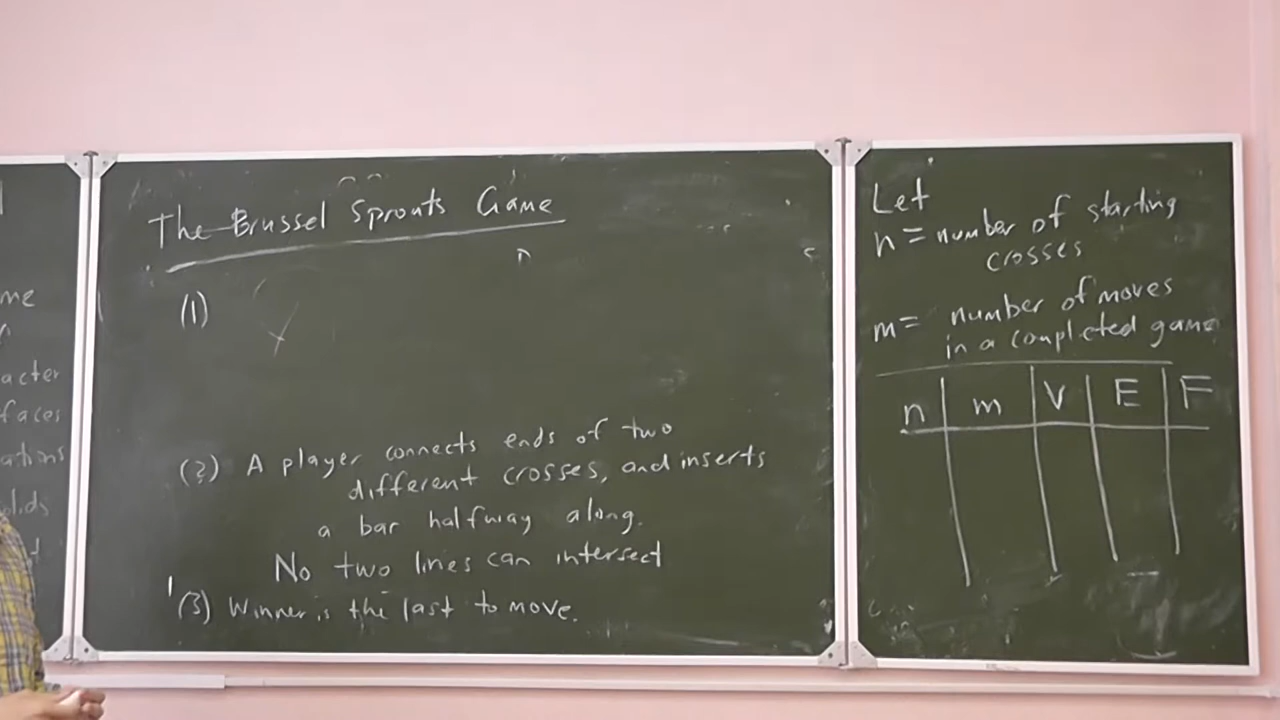 me
acter
faces
ations
The Brussel Sprouts Game
(1)
(2) A player connects ends of two
different crosses, and inserts
a bar halfway along.
No two lines can intersect
(3) Winner is the last to move.
Let
n = number of starting
crosses
m = number of moves
in a completed game
n m V E F